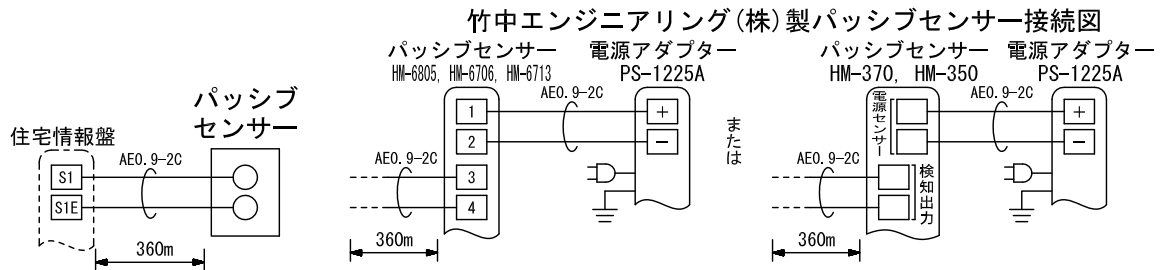 竹中エンジニアリング(株)製パッシブセンサー接続図
住宅情報盤
S1
S1E
AE0.9-2C
360m
パッシブ
センサー
パッシブセンサー
HM-6805, HM-6706, HM-6713
1
2
3
4
AE0.9-2C
AE0.9-2C
360m
電源アダプター
PS-1225A
+
−
または
パッシブセンサー
HM-370, HM-350
電源センサー
検知出力
AE0.9-2C
AE0.9-2C
360m
電源アダプター
PS-1225A
+
−